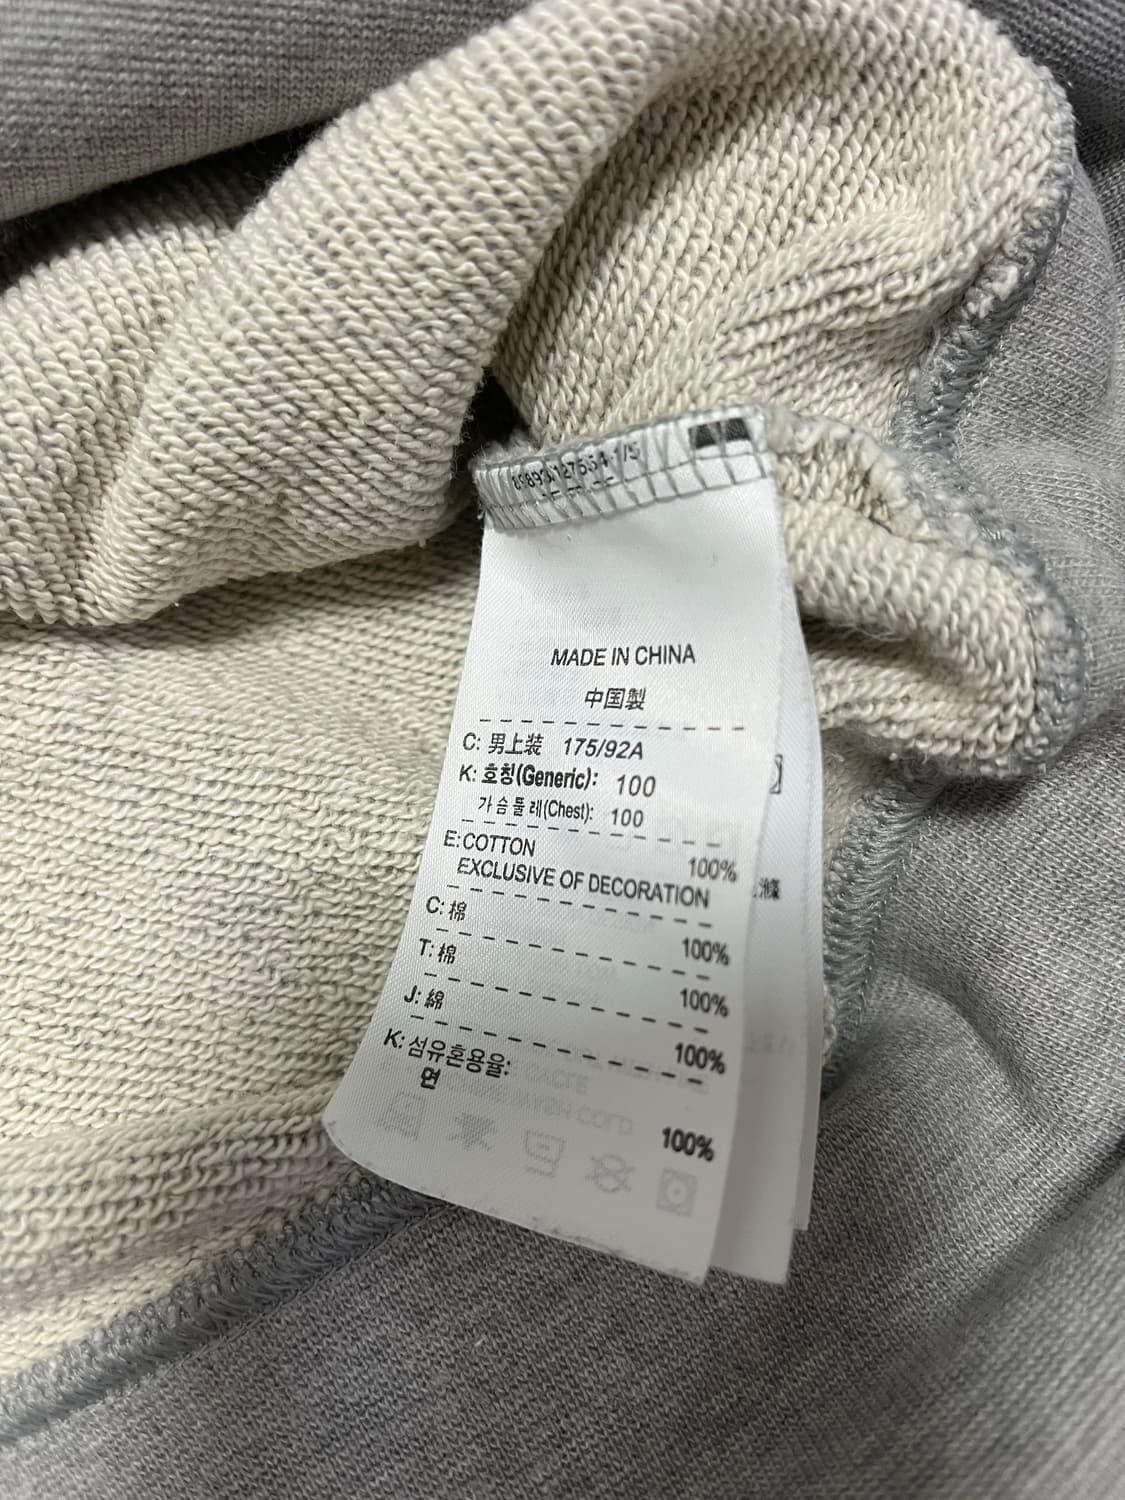 MADE IN CHINA
中国製
C: 男上装 175/92A
K: 호칭(Generic): 100
가슴둘레(Chest): 100
E: COTTON 100%
EXCLUSIVE OF DECORATION
C: 棉 100%
T: 棉 100%
J: 綿 100%
K: 섬유혼용율:
면 100%